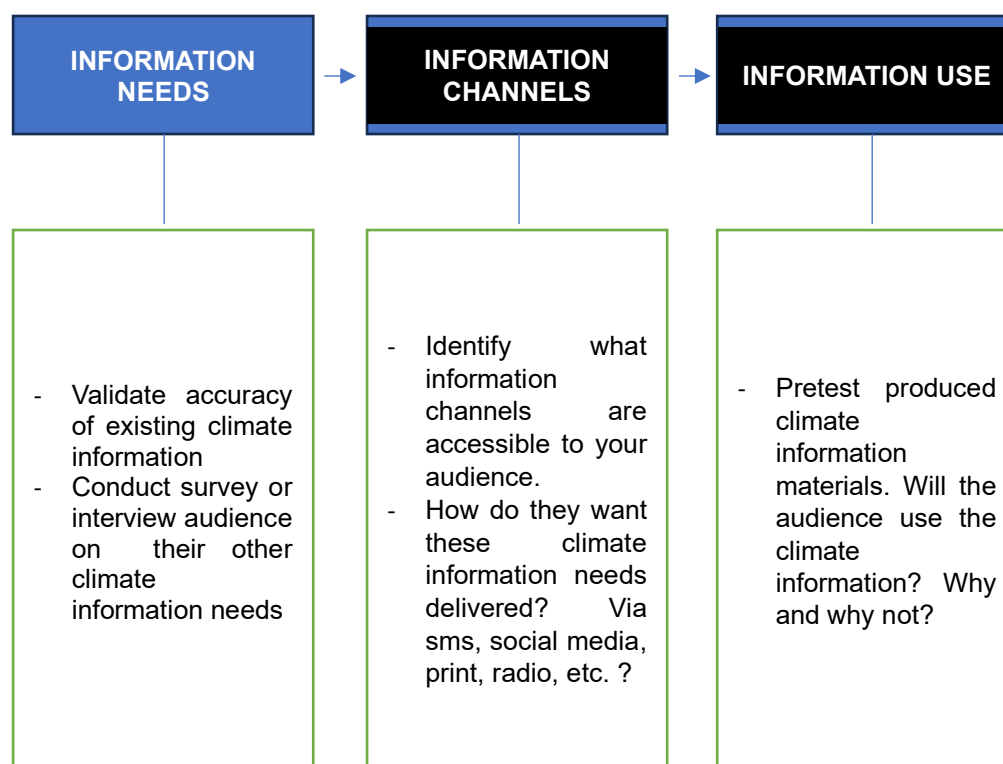 INFORMATION
NEEDS
INFORMATION
CHANNELS
INFORMATION USE
- Validate accuracy
of existing climate
information
- Conduct survey or
interview audience
on their other
climate
information needs
- Identify what
information
channels are
accessible to your
audience.
- How do they want
these climate
information needs
delivered? Via
sms, social media,
print, radio, etc. ?
- Pretest produced
climate
information
materials. Will the
audience use the
climate
information? Why
and why not?